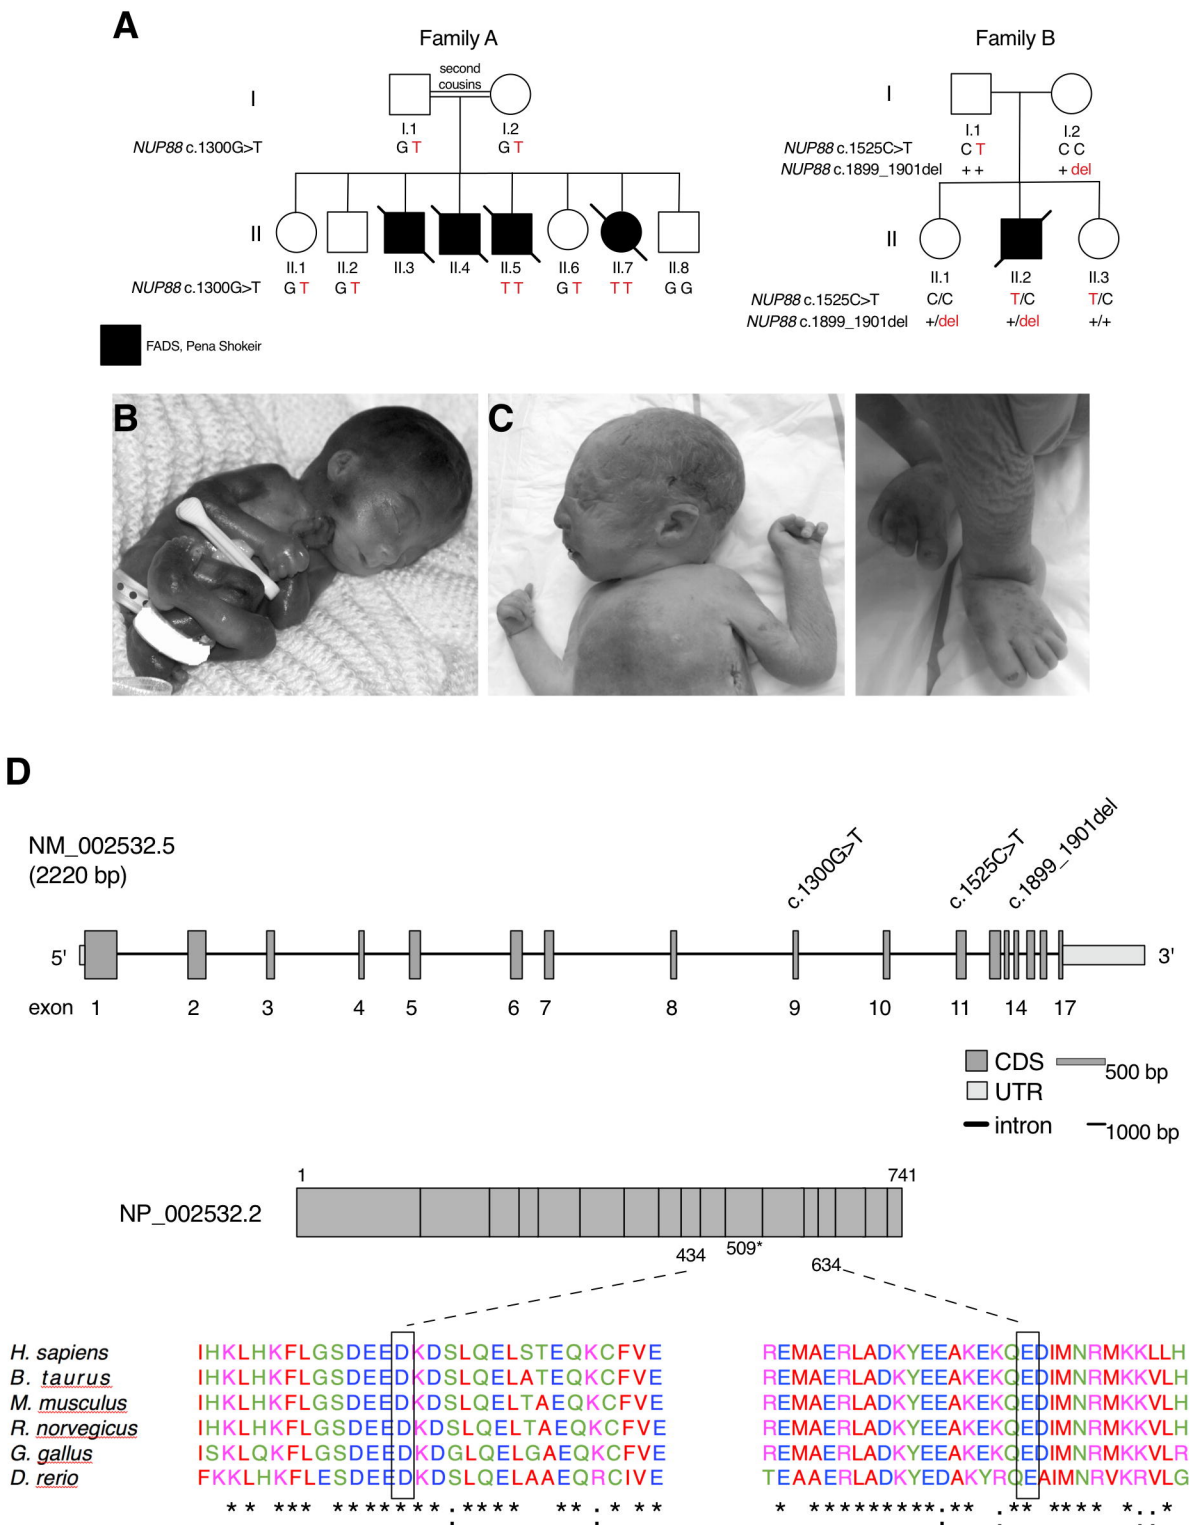 A
Family A
Family B
second
cousins
I
I
I.1
I.2
I.1
I.2
NUP88 c.1300G>T
G T
G T
NUP88 c.1525C>T
C T
C C
NUP88 c.1899_1901del
+ +
+ del
II
II
II.1
II.2
II.3
II.4
II.5
II.6
II.7
II.8
NUP88 c.1300G>T
G T
G T
T T
G T
T T
G G
II.1
II.2
II.3
NUP88 c.1525C>T
C/C
T/C
T/C
NUP88 c.1899_1901del
+/del
+/del
+/+
FADS, Pena Shokeir
B
C
D
NM_002532.5
(2220 bp)
c.1300G>T
c.1525C>T
c.1899_1901del
5'
3'
exon 1 2 3 4 5 6 7 8 9 10 11 14 17
CDS
500 bp
UTR
intron
1000 bp
1
741
NP_002532.2
434
509*
634
H. sapiens IHKLHKFLGSDEEDKDSLQELSTEQKCFVE REMAERLADKYEEAKEKQEDIMNRMKKLLH
B. taurus IHKLHKFLGSDEEDKDSLQELATEQKCFVE REMAERLADKYEEAKEKQEDIMNRMKKVLH
M. musculus IHKLHKFLGSDEEDKDSLQELTAEQKCFVE REMAERLADKYEEAKEKQEDIMNRMKKVLH
R. norvegicus IHKLHKFLGSDEEDKDSLQELTAEQKCFVE REMAERLADKYEEAKEKQEDIMNRMKKVLH
G. gallus ISKLQKFLGSDEEDKDGLQELGAEQKCFVE REMAERLADKYEEAKEKQEDIMNRMKKVLR
D. rerio FKKLHKFLESDEEDKDSLQELAAEQRCIVE TEAAERLADKYEDAKYRQEAIMNRVKRVLG
** *** *******:**** **:* ** * ********:** :** **** *::*